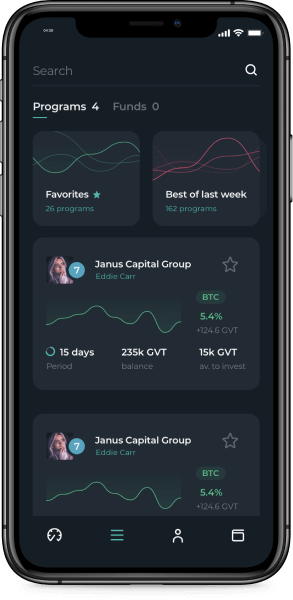 04:20
Search
Programs 4 Funds 0
Favorites
26 programs
Best of last week
162 programs
7
Janus Capital Group
Eddie Carr
BTC
5.4%
+124.6 GVT
15 days
Period
235k GVT
balance
15k GVT
av. to invest
7
Janus Capital Group
Eddie Carr
BTC
5.4%
+124.6 GVT